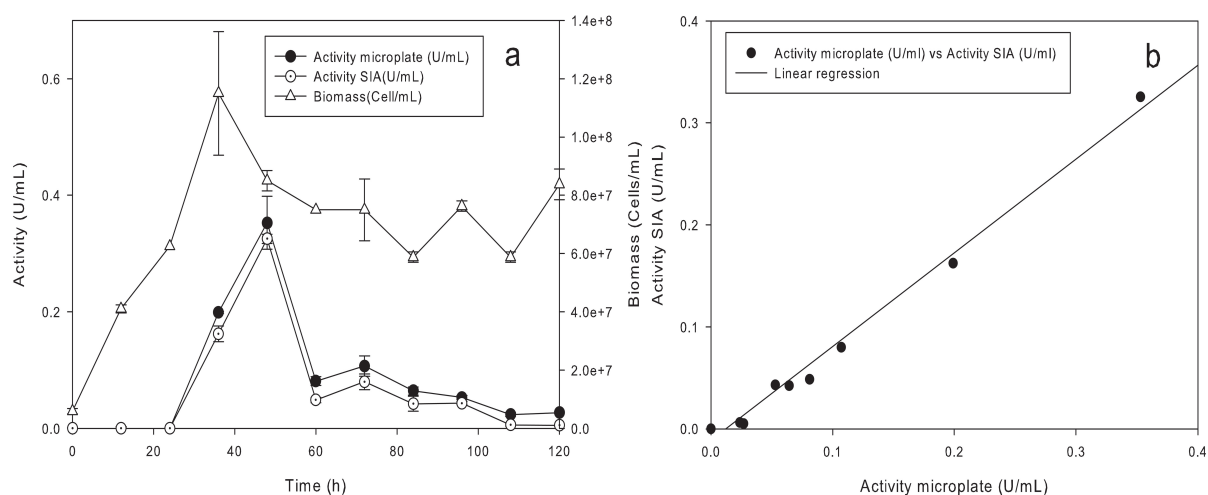 a
Activity microplate (U/mL)
Activity SIA(U/mL)
Biomass(Cell/mL)
Activity (U/mL)
0.6
0.4
0.2
0.0
0 20 40 60 80 100 120
Time (h)
1.4e+8
1.2e+8
1.0e+8
8.0e+7
6.0e+7
4.0e+7
2.0e+7
0.0
Biomass (Cells/mL)
b
Activity microplate (U/ml) vs Activity SIA (U/ml)
Linear regression
Activity SIA (U/mL)
0.4
0.3
0.2
0.1
0.0
0.0 0.1 0.2 0.3 0.4
Activity microplate (U/mL)